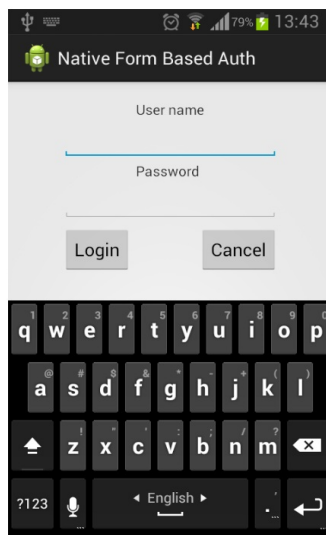 79% 13:43
Native Form Based Auth
User name
Password
Login Cancel
1 2 3 4 5 6 7 8 9 0
q w e r t y u i o p
@ # $ & * - + ( )
a s d f g h j k l
! " ' : ; / ?
z x c v b n m
?123 English . ,